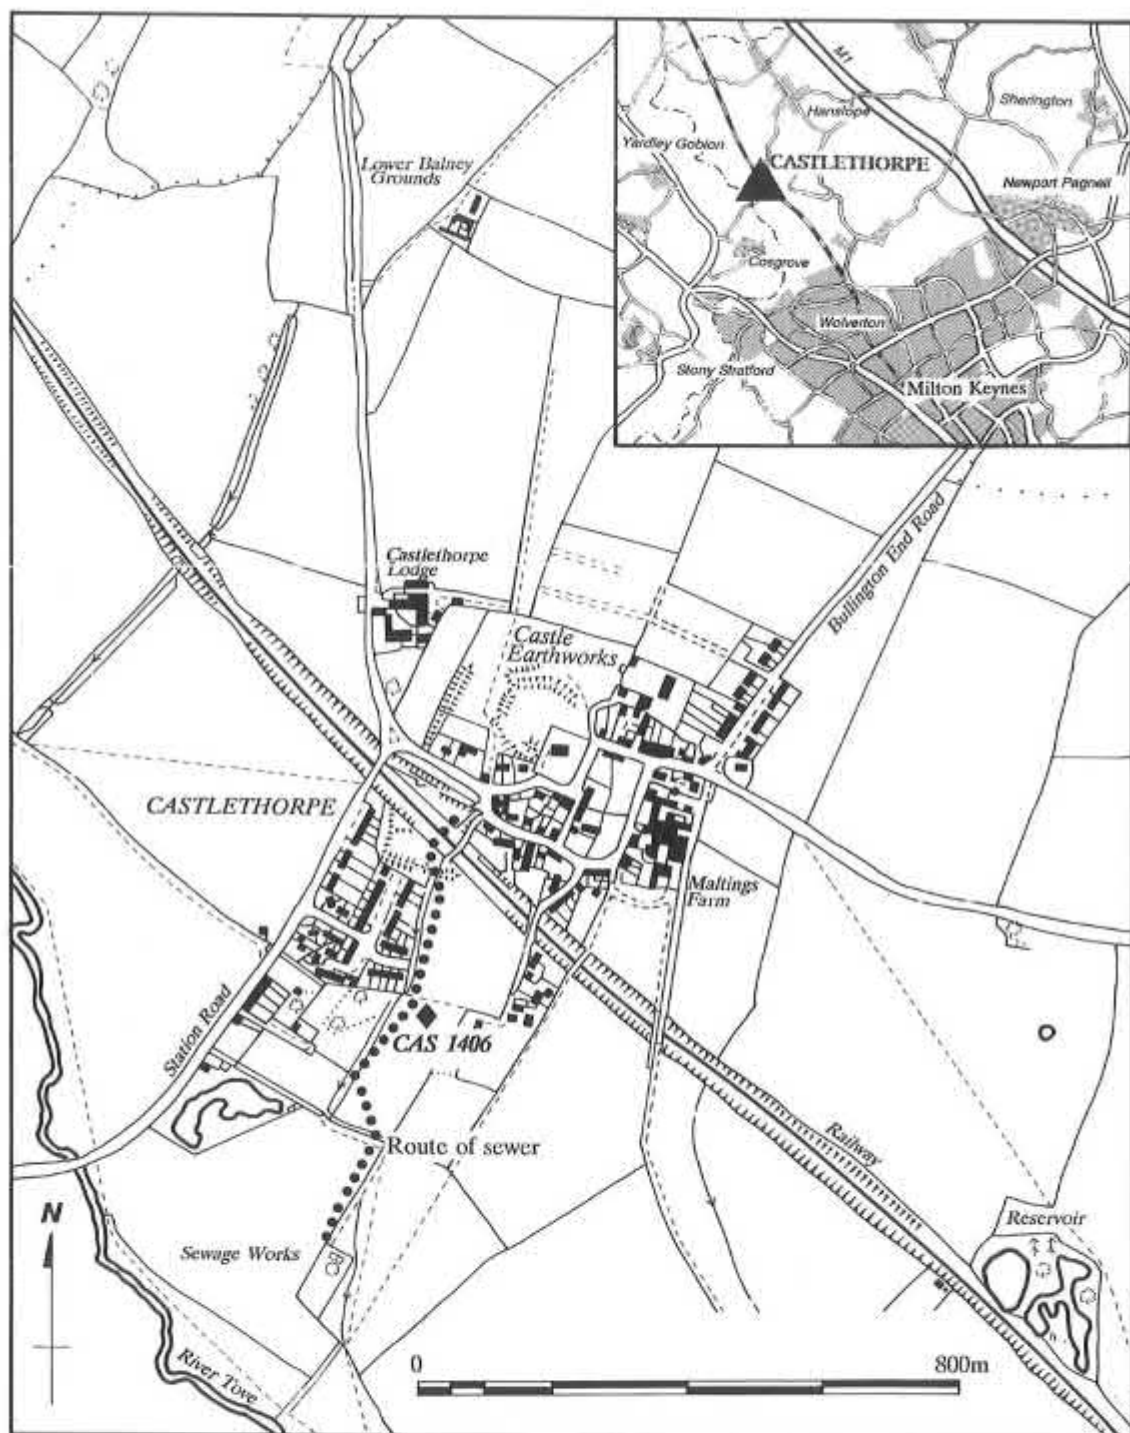 M1
Sherington
Hanslope
Yardley Gobion
CASTLETHORPE
Newport Pagnell
Cosgrove
Wolverton
Stony Stratford
Milton Keynes
Lower Balney
Grounds
Bullington End Road
Castlethorpe
Lodge
Castle
Earthworks
CASTLETHORPE
Maltings
Farm
Station Road
CAS 1406
Route of sewer
Railway
Reservoir
N
Sewage Works
River Tove
0
800m